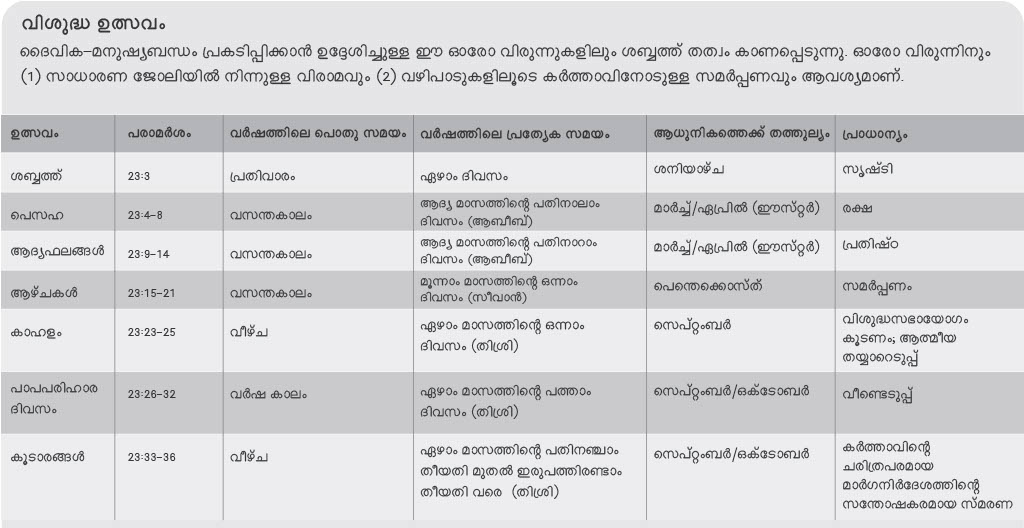 വിശുദ്ധ ഉത്സവം
ദൈവിക-മനുഷ്യബന്ധം പ്രകടിപ്പിക്കാൻ ഉദ്ദേശിച്ചുള്ള ഈ ഓരോ വിരുന്നുകളിലും ശബ്ബത്ത് തത്വം കാണപ്പെടുന്നു. ഓരോ വിരുന്നിനും
(1) സാധാരണ ജോലിയിൽ നിന്നുള്ള വിരാമവും (2) വഴിപാടുകളിലൂടെ കർത്താവിനോടുള്ള സമർപ്പണവും ആവശ്യമാണ്.
ഉത്സവം പരാമർശം വർഷത്തിലെ പൊതു സമയം വർഷത്തിലെ പ്രത്യേക സമയം ആധുനികത്തെക്ക് തത്തുല്യം പ്രാധാന്യം
ശബ്ബത്ത് 23:3 പ്രതിവാരം ഏഴാം ദിവസം ശനിയാഴ്ച സൃഷ്ടി
പെസഹ 23:4-8 വസന്തകാലം ആദ്യ മാസത്തിന്റെ പതിനാലാം ദിവസം (ആബീബ്) മാർച്ച്/ഏപ്രിൽ (ഈസ്റ്റർ) രക്ഷ
ആദ്യഫലങ്ങൾ 23:9-14 വസന്തകാലം ആദ്യ മാസത്തിന്റെ പതിനാറാം ദിവസം (ആബീബ്) മാർച്ച്/ഏപ്രിൽ (ഈസ്റ്റർ) പ്രതിഷ്ഠ
ആഴ്ചകൾ 23:15-21 വസന്തകാലം മൂന്നാം മാസത്തിന്റെ ഒന്നാം ദിവസം (സീവാൻ) പെന്തെക്കൊസ്ത് സമർപ്പണം
കാഹളം 23:23-25 വീഴ്ച ഏഴാം മാസത്തിന്റെ ഒന്നാം ദിവസം (തിശ്രി) സെപ്റ്റംബർ വിശുദ്ധസഭായോഗം കൂടണം; ആത്മീയ തയ്യാറെടുപ്പ്
പാപപരിഹാര ദിവസം 23:26-32 വർഷ കാലം ഏഴാം മാസത്തിന്റെ പത്താം ദിവസം (തിശ്രി) സെപ്റ്റംബർ/ഒക്ടോബർ വീണ്ടെടുപ്പ്
കൂടാരങ്ങൾ 23:33-36 വീഴ്ച ഏഴാം മാസത്തിന്റെ പതിനഞ്ചാം തീയതി മുതൽ ഇരുപത്തിരണ്ടാം തീയതി വരെ (തിശ്രി) സെപ്റ്റംബർ/ഒക്ടോബർ കർത്താവിന്റെ ചരിത്രപരമായ മാർഗനിർദേശത്തിന്റെ സന്തോഷകരമായ സ്മരണ